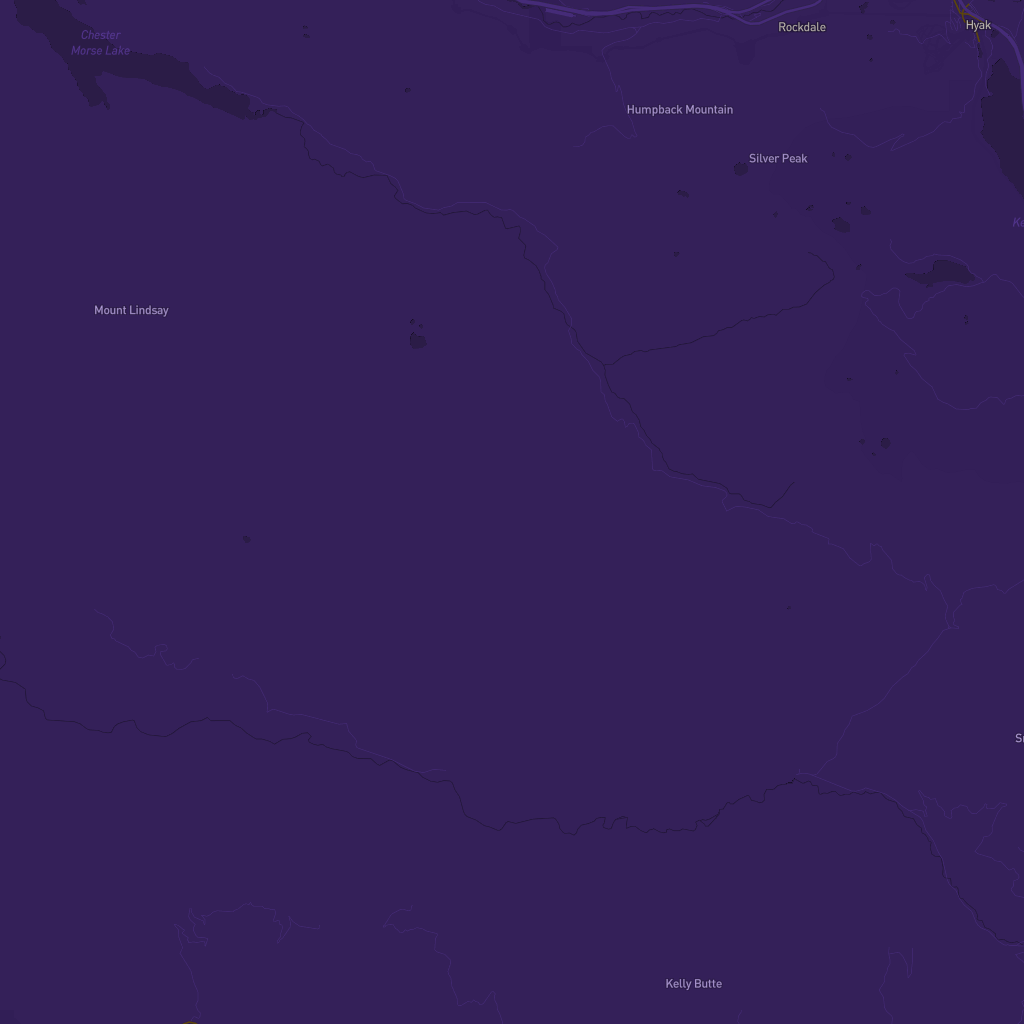 Chester
Morse Lake
Rockdale
Hyak
Humpback Mountain
Silver Peak
Mount Lindsay
Kelly Butte